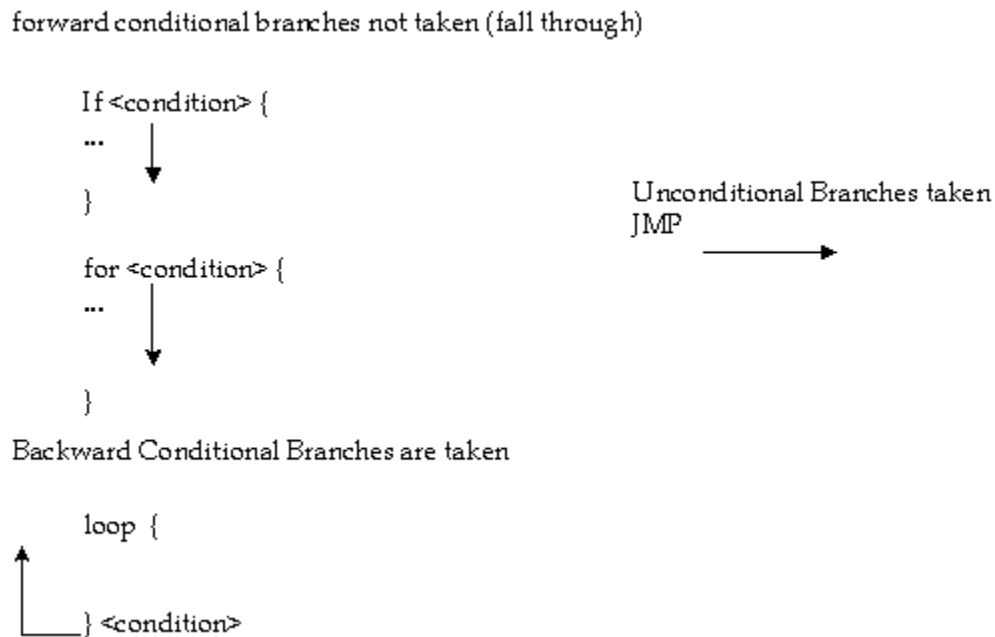 forward conditional branches not taken (fall through)
If <condition> {
...
}
for <condition> {
...
}
Unconditional Branches taken
JMP
Backward Conditional Branches are taken
loop {
} <condition>